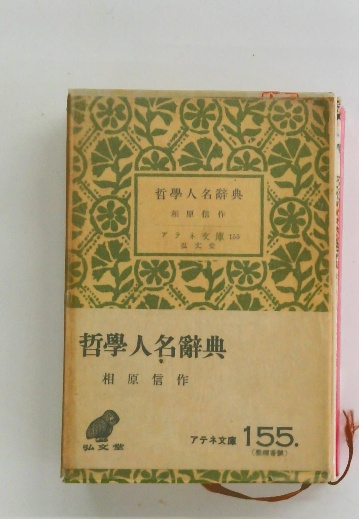 哲學人名辭典
相原信作
アテネ文庫 155
弘文堂
哲學人名辭典
相原信作
弘文堂
アテネ文庫 155.